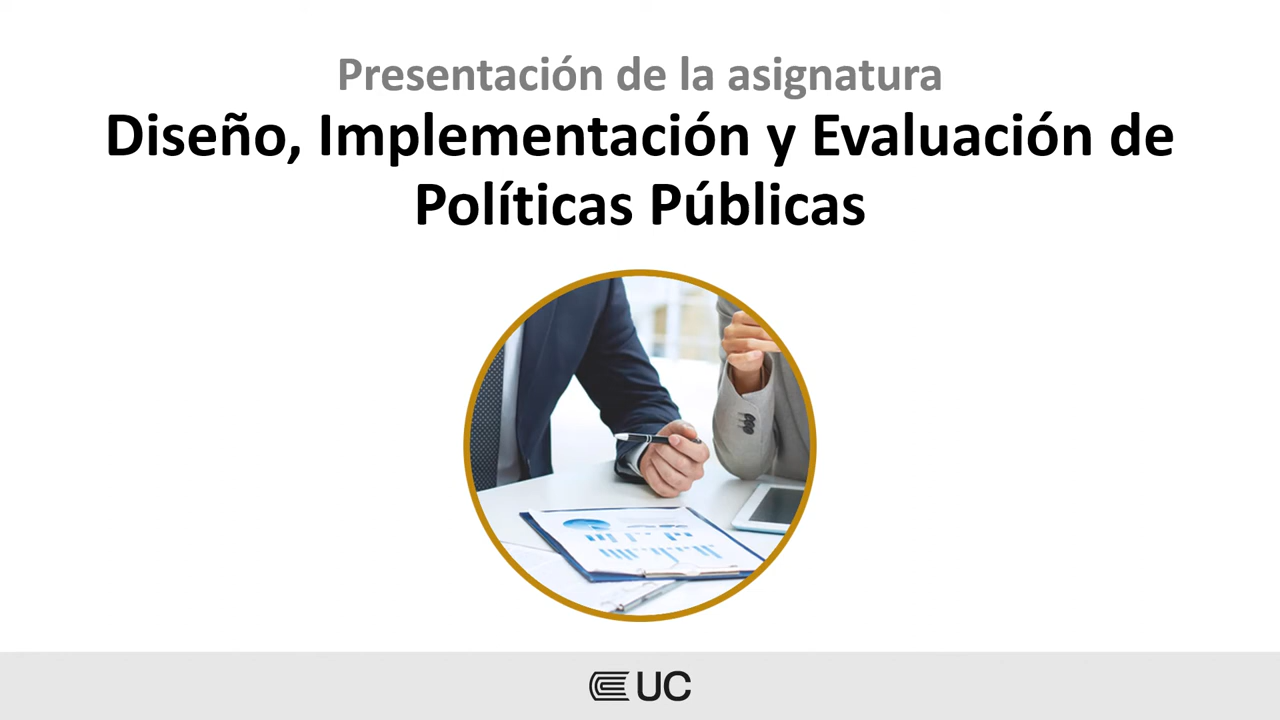 Presentación de la asignatura
Diseño, Implementación y Evaluación de
Políticas Públicas
UC